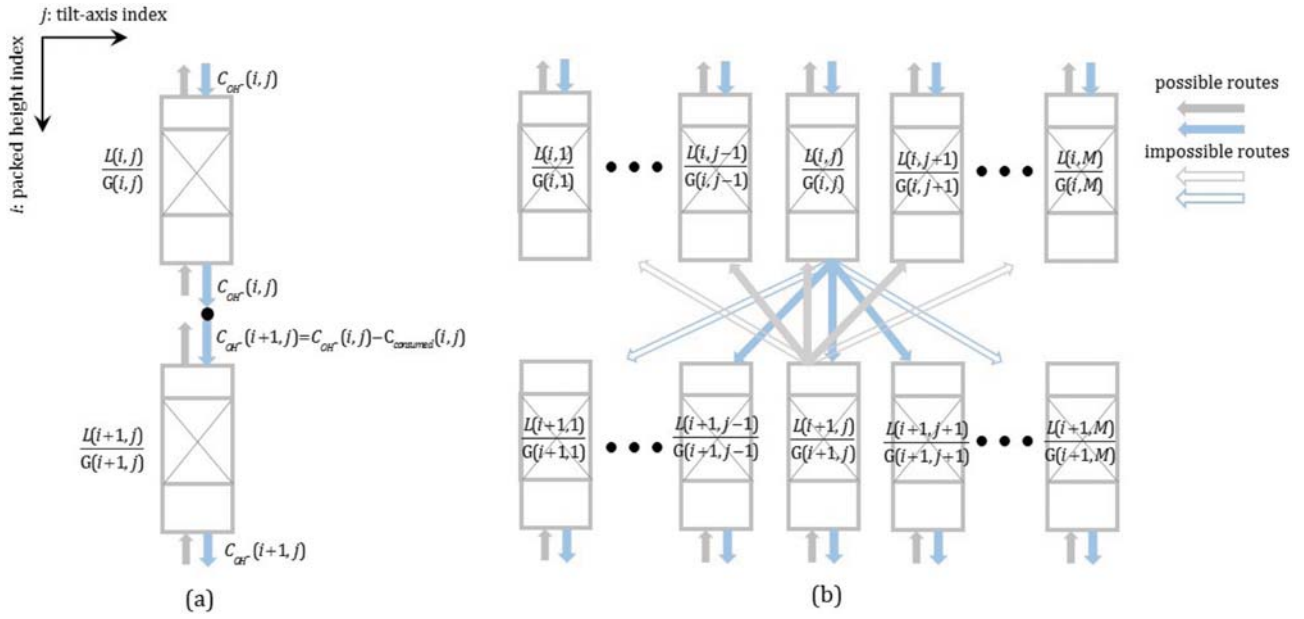 j: tilt-axis index
i: packed height index
C_OH⁻(i, j)
L(i, j)
G(i, j)
C_OH⁻(i, j)
C_OH⁻(i+1, j)=C_OH⁻(i, j)−C_consumed(i, j)
L(i+1, j)
G(i+1, j)
C_OH⁻(i+1, j)
(a)
possible routes
impossible routes
L(i,1) L(i, j−1) L(i, j) L(i, j+1) L(i, M)
G(i,1) G(i, j−1) G(i, j) G(i, j+1) G(i, M)
L(i+1,1) L(i+1, j−1) L(i+1, j) L(i+1, j+1) L(i+1, M)
G(i+1,1) G(i+1, j−1) G(i+1, j) G(i+1, j+1) G(i+1, M)
(b)